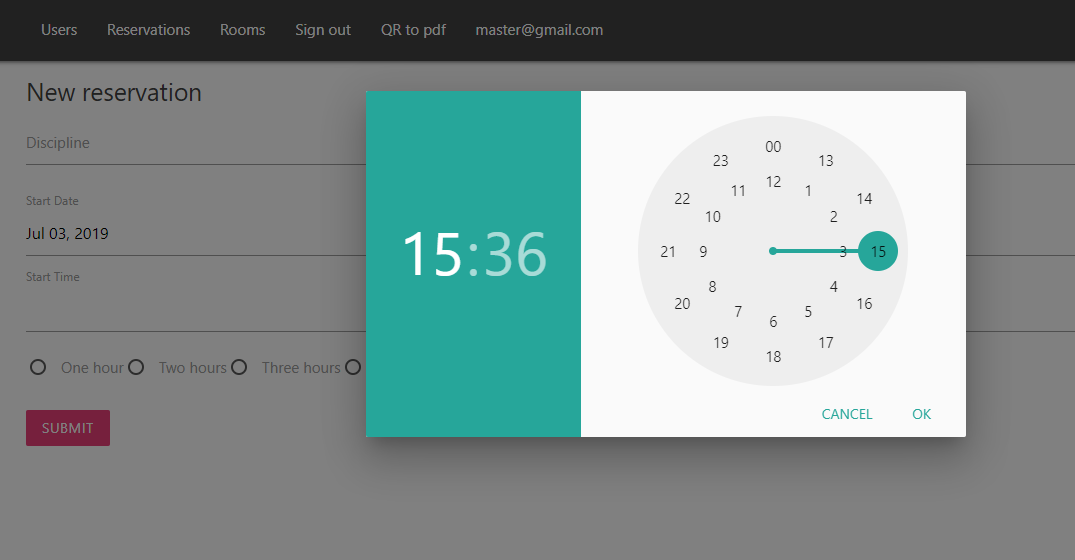 Users Reservations Rooms Sign out QR to pdf master@gmail.com
New reservation
Discipline
Start Date
Jul 03, 2019
Start Time
One hour Two hours Three hours
SUBMIT
15:36
00
23 13
12
11 1
22 14
10 2
21 9 3 15
8 4
20 16
7 5
6
19 17
18
CANCEL OK